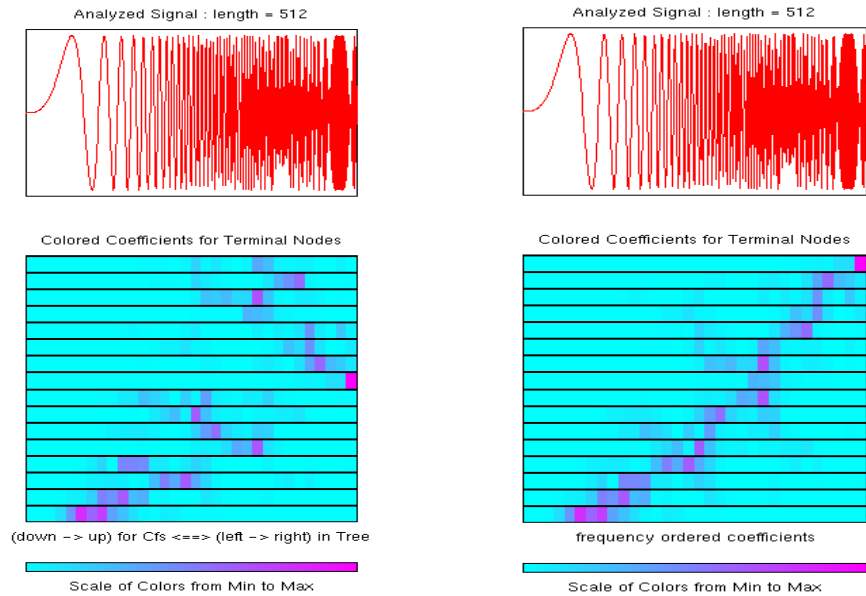 Analyzed Signal : length = 512
Colored Coefficients for Terminal Nodes
(down -> up) for Cfs <==> (left -> right) in Tree
Scale of Colors from Min to Max
Analyzed Signal : length = 512
Colored Coefficients for Terminal Nodes
frequency ordered coefficients
Scale of Colors from Min to Max